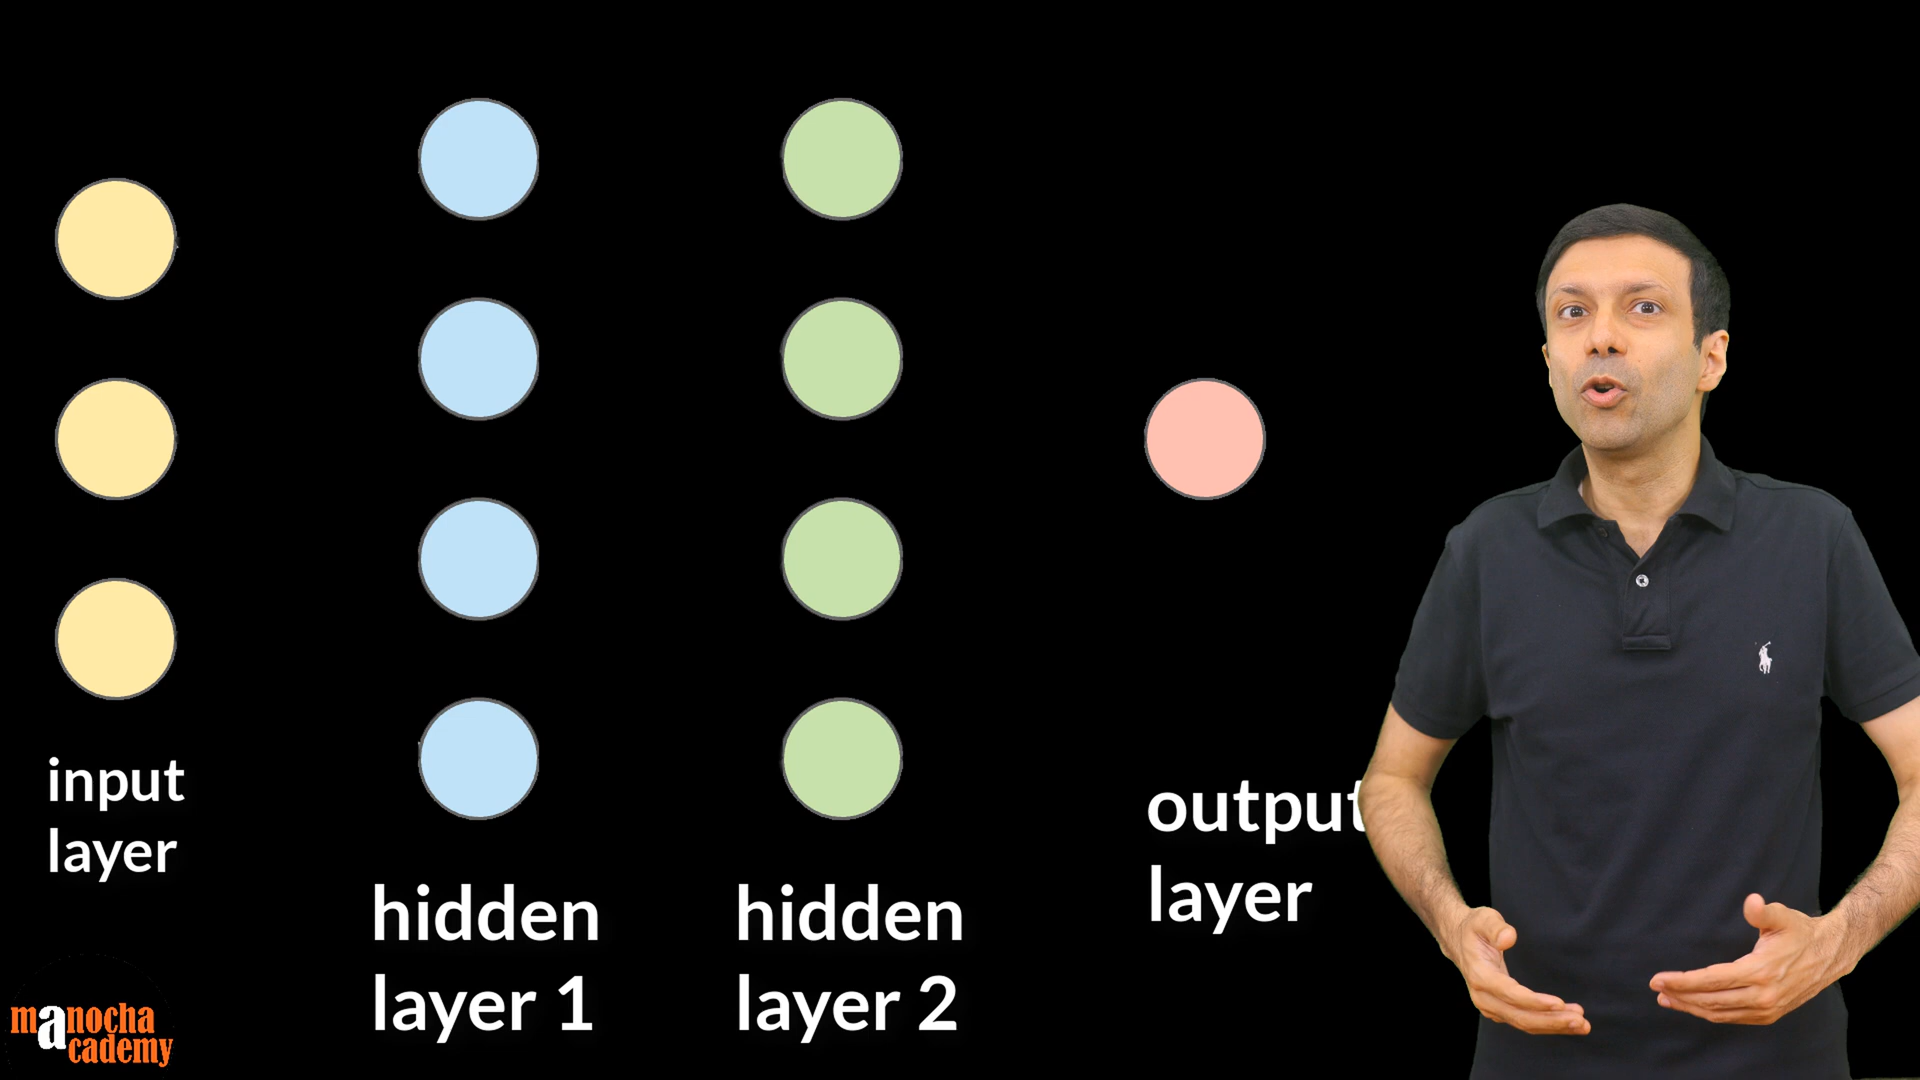 input
layer
hidden
layer 1
hidden
layer 2
output
layer
manocha
academy